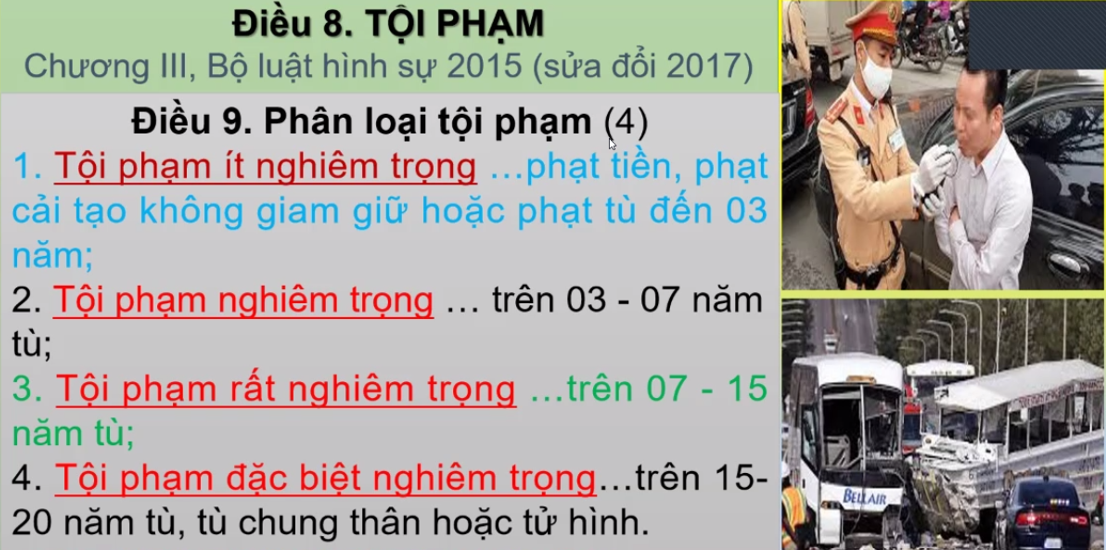 Điều 8. TỘI PHẠM
Chương III, Bộ luật hình sự 2015 (sửa đổi 2017)
Điều 9. Phân loại tội phạm (4)
1. Tội phạm ít nghiêm trọng ...phạt tiền, phạt
cải tạo không giam giữ hoặc phạt tù đến 03
năm;
2. Tội phạm nghiêm trọng ... trên 03 - 07 năm
tù;
3. Tội phạm rất nghiêm trọng ...trên 07 - 15
năm tù;
4. Tội phạm đặc biệt nghiêm trọng...trên 15-
20 năm tù, tù chung thân hoặc tử hình.
BELLAIR